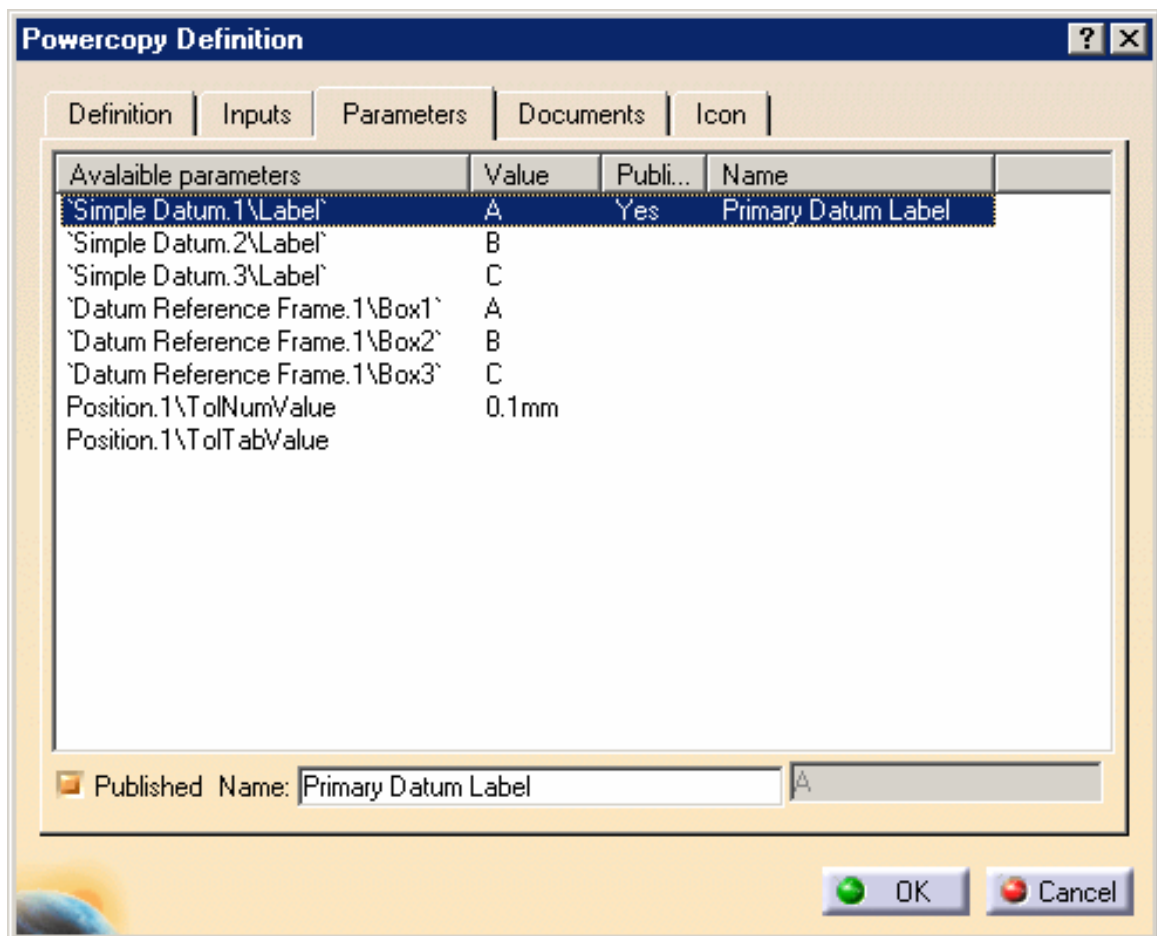 Powercopy Definition
Definition Inputs Parameters Documents Icon
Avalaible parameters Value Publi... Name
`Simple Datum.1\Label` A Yes Primary Datum Label
`Simple Datum.2\Label` B
`Simple Datum.3\Label` C
`Datum Reference Frame.1\Box1` A
`Datum Reference Frame.1\Box2` B
`Datum Reference Frame.1\Box3` C
Position.1\TolNumValue 0.1mm
Position.1\TolTabValue
Published Name: Primary Datum Label A
OK Cancel